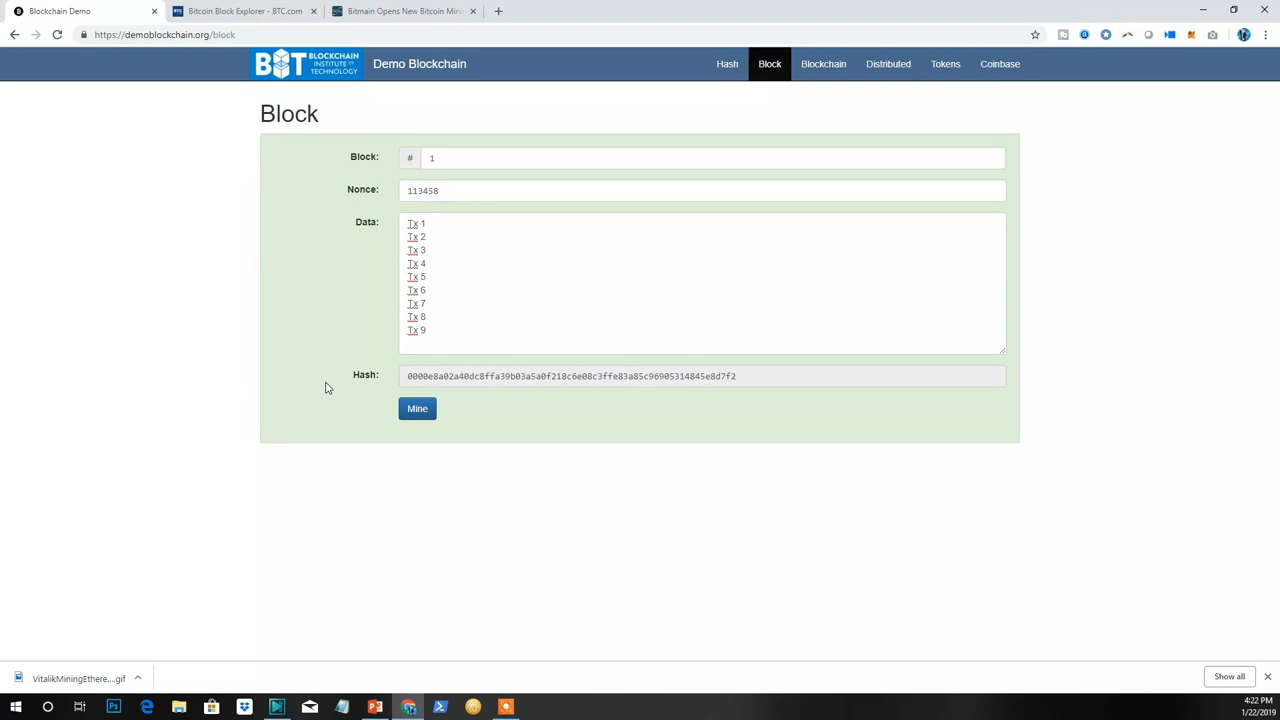 Blockchain Demo
Bitcoin Block Explorer - BTC.com
Bitmain Opens New Bitcoin Min
https://demoblockchain.org/block
BLOCKCHAIN
INSTITUTE OF
TECHNOLOGY
Demo Blockchain
Hash
Block
Blockchain
Distributed
Tokens
Coinbase
Block
Block:
# 1
Nonce:
113458
Data:
Tx 1
Tx 2
Tx 3
Tx 4
Tx 5
Tx 6
Tx 7
Tx 8
Tx 9
Hash:
0000e8a02a40dc8ffa39b03a5a0f218c6e08c3ffe83a85c96905314845e8d7f2
Mine
VitalikMiningEthere....gif
Show all
4:22 PM
1/22/2019